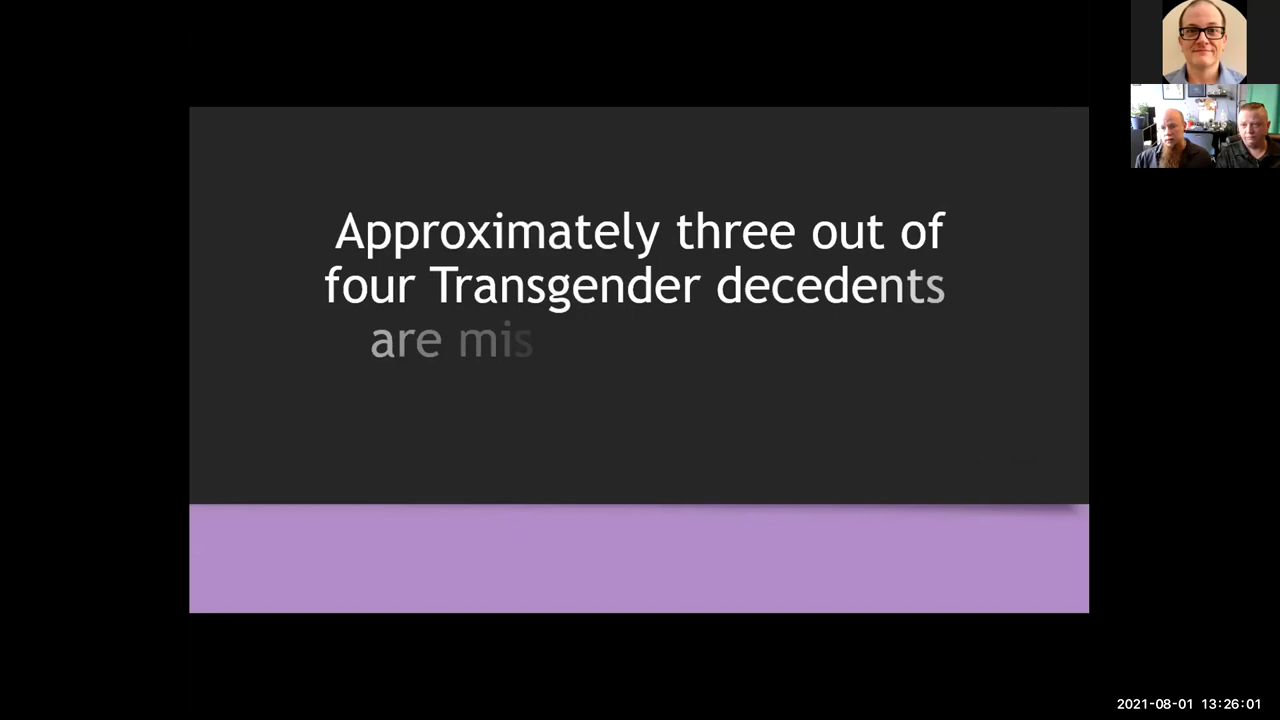 Approximately three out of
four Transgender decedents
are mis
2021-08-01 13:26:01